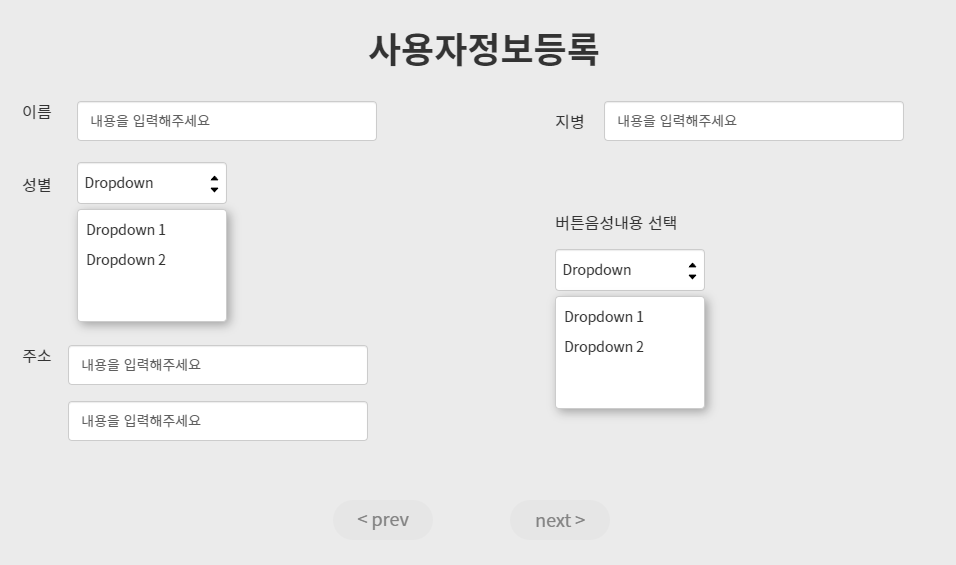 사용자정보등록
이름
내용을 입력해주세요
지병
내용을 입력해주세요
성별
Dropdown
Dropdown 1
Dropdown 2
버튼음성내용 선택
Dropdown
Dropdown 1
Dropdown 2
주소
내용을 입력해주세요
내용을 입력해주세요
< prev
next >